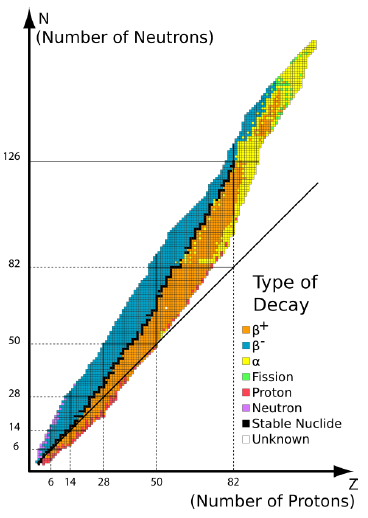 N
(Number of Neutrons)
126
82
50
28
14
6
Type of
Decay
β+
β-
α
Fission
Proton
Neutron
Stable Nuclide
Unknown
6 14 28 50 82 Z
(Number of Protons)